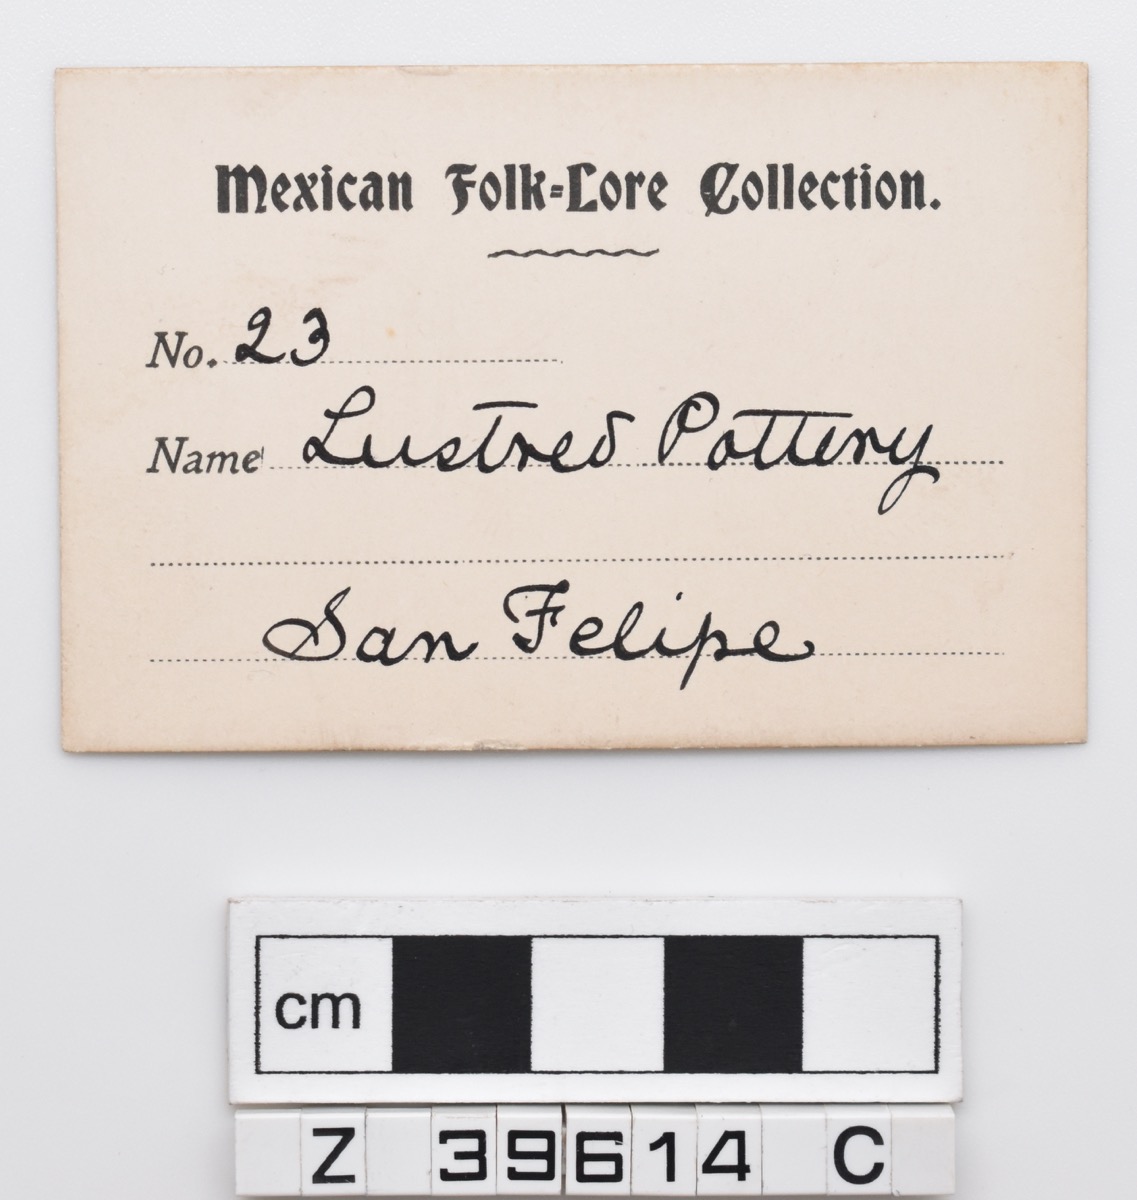 Mexican Folk-Lore Collection.
No. 23
Name Lustred Pottery
San Felipe
cm
Z 39614 C